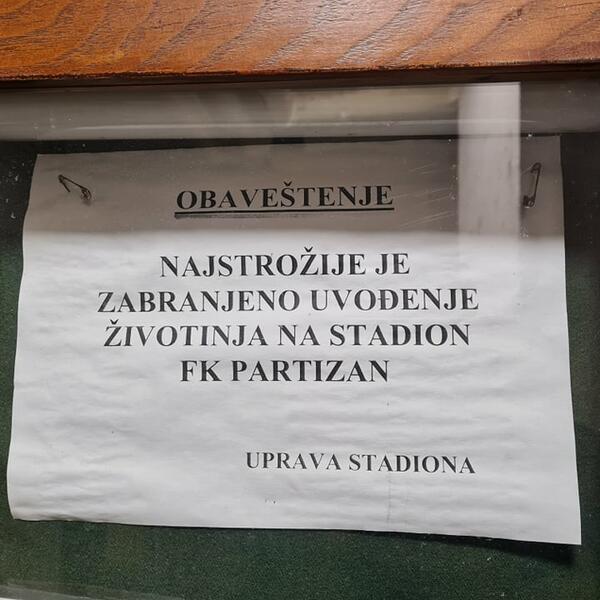 OBAVEŠTENJE
NAJSTROŽIJE JE
ZABRANJENO UVOĐENJE
ŽIVOTINJA NA STADION
FK PARTIZAN
UPRAVA STADIONA